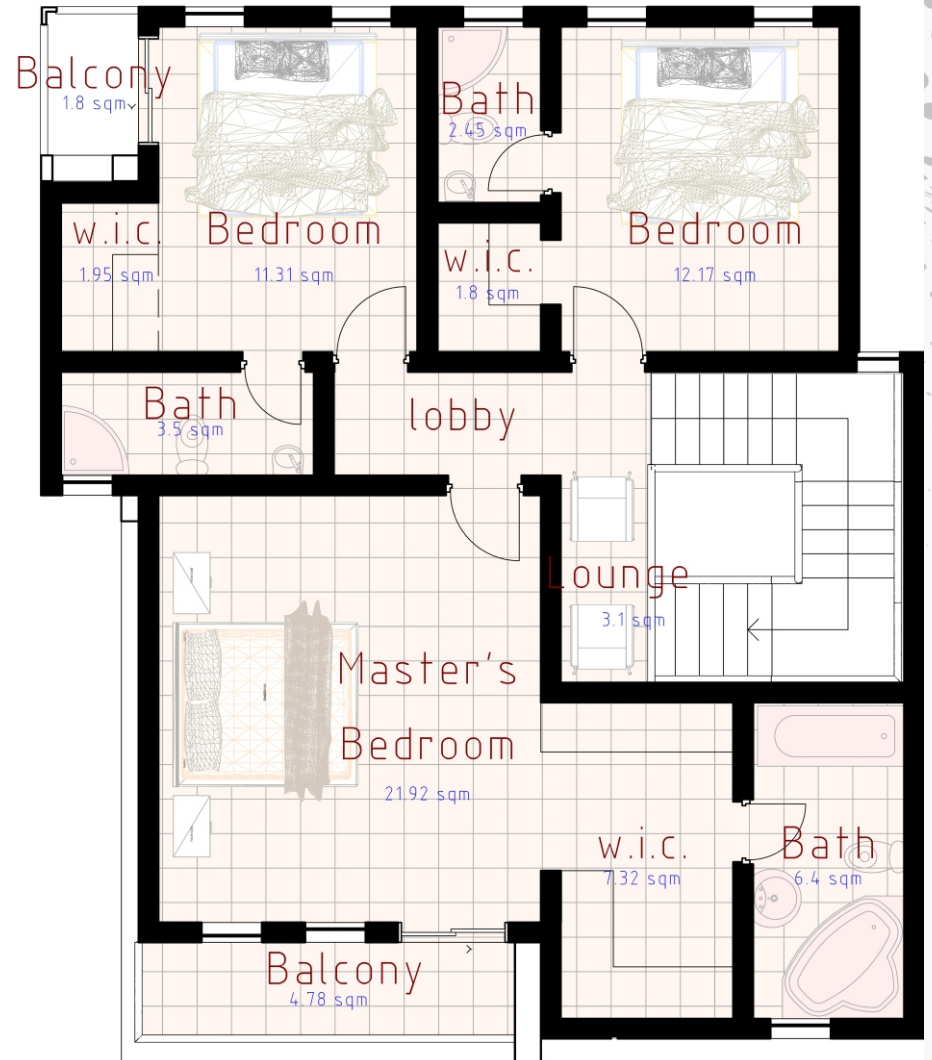 Balcony
1.8 sqm
Bath
2.45 sqm
w.i.c.
1.95 sqm
Bedroom
11.31 sqm
w.i.c.
1.8 sqm
Bedroom
12.17 sqm
Bath
3.5 sqm
lobby
Lounge
3.1 sqm
Master's
Bedroom
21.92 sqm
w.i.c.
7.32 sqm
Bath
6.4 sqm
Balcony
4.78 sqm